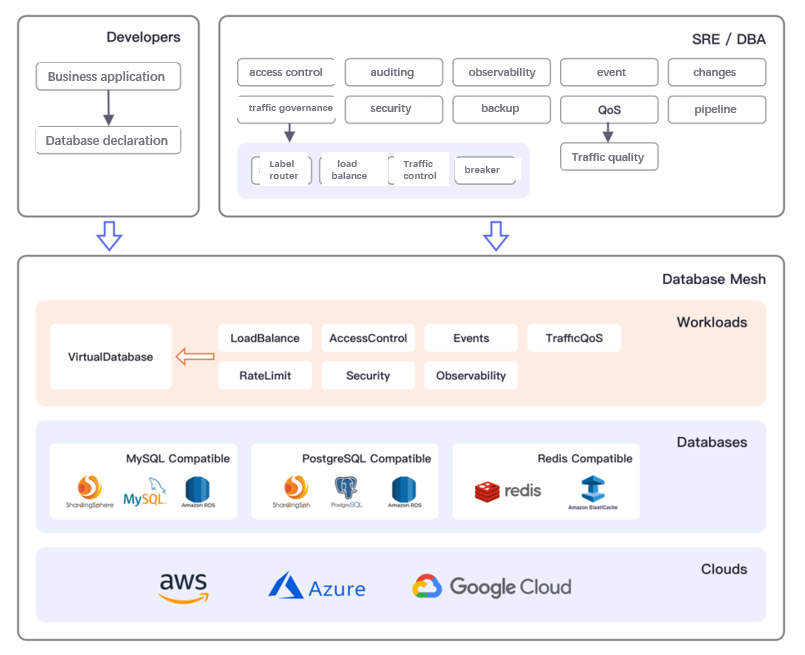 Developers
Business application
Database declaration
SRE / DBA
access control
auditing
observability
event
changes
traffic governance
security
backup
QoS
pipeline
Traffic quality
Label
router
load
balance
Traffic
control
breaker
Database Mesh
Workloads
VirtualDatabase
LoadBalance
AccessControl
Events
TrafficQoS
RateLimit
Security
Observability
Databases
MySQL Compatible
ShardingSphere
MySQL
Amazon RDS
PostgreSQL Compatible
ShardingSph
PostgreSQL
Amazon RDS
Redis Compatible
redis
Amazon ElastiCache
Clouds
aws
Azure
Google Cloud